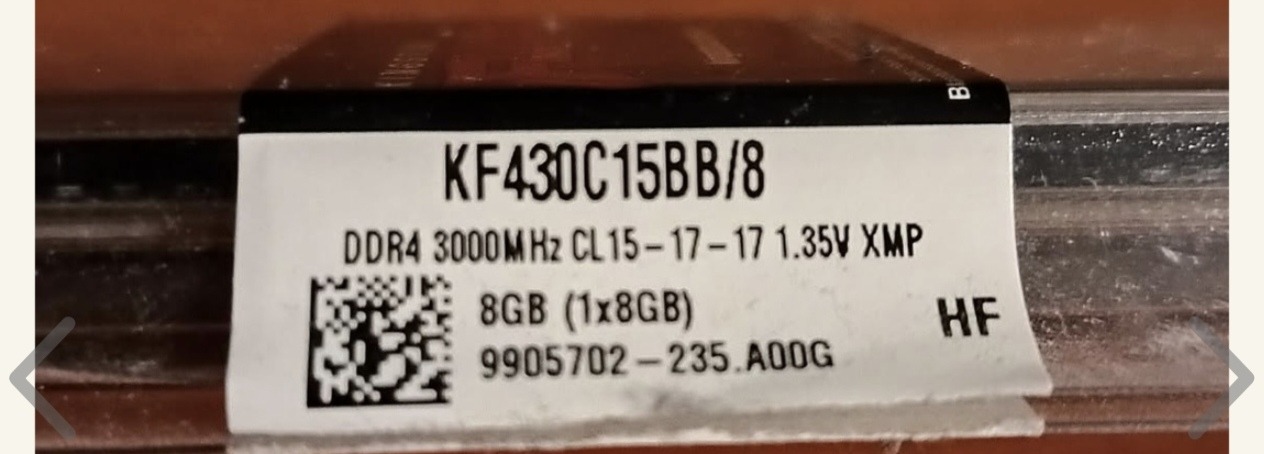 B
KF430C15BB/8
DDR4 3000MHz CL15-17-17 1.35V XMP
8GB (1x8GB)
HF
9905702-235.A00G